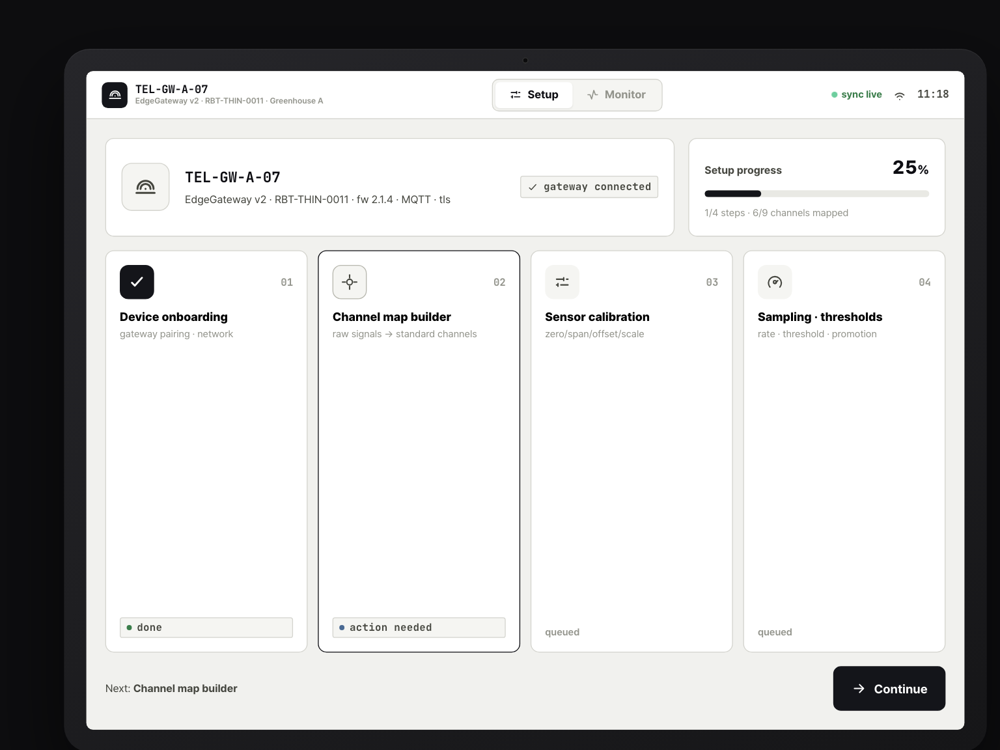 TEL-GW-A-07
EdgeGateway v2 · RBT-THIN-0011 · Greenhouse A
Setup
Monitor
sync live
11:18
TEL-GW-A-07
EdgeGateway v2 · RBT-THIN-0011 · fw 2.1.4 · MQTT · tls
gateway connected
Setup progress
25%
1/4 steps · 6/9 channels mapped
01
Device onboarding
gateway pairing · network
done
02
Channel map builder
raw signals → standard channels
action needed
03
Sensor calibration
zero/span/offset/scale
queued
04
Sampling · thresholds
rate · threshold · promotion
queued
Next: Channel map builder
→ Continue